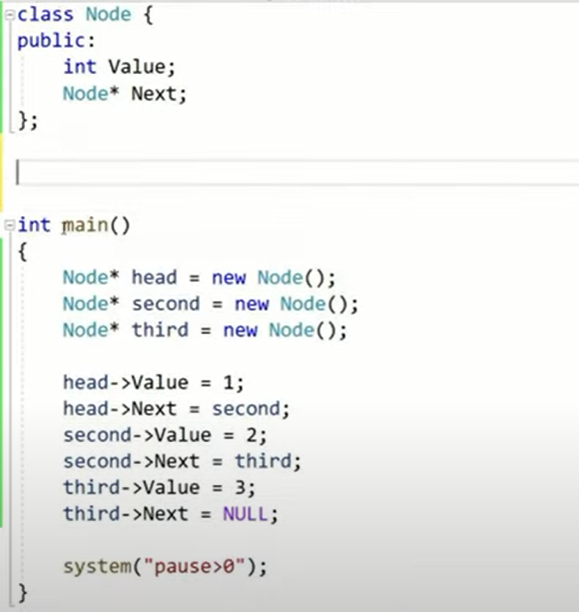 class Node {
public:
    int Value;
    Node* Next;
};

int main()
{
    Node* head = new Node();
    Node* second = new Node();
    Node* third = new Node();

    head->Value = 1;
    head->Next = second;
    second->Value = 2;
    second->Next = third;
    third->Value = 3;
    third->Next = NULL;

    system("pause>0");
}